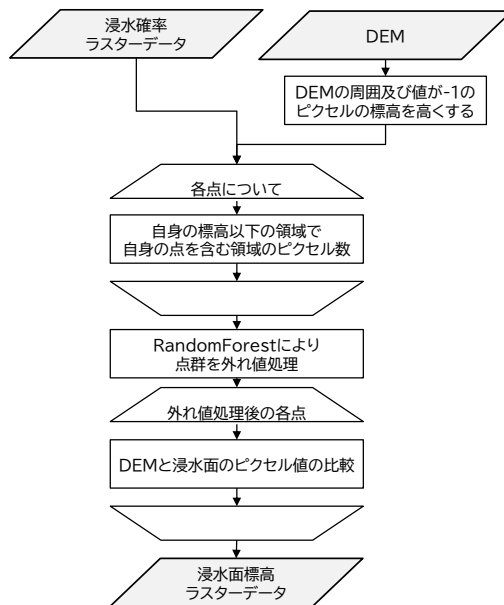 浸水確率
ラスターデータ
DEM
DEMの周囲及び値が-1の
ピクセルの標高を高くする
各点について
自身の標高以下の領域で
自身の点を含む領域のピクセル数
RandomForestにより
点群を外れ値処理
外れ値処理後の各点
DEMと浸水面のピクセル値の比較
浸水面標高
ラスターデータ